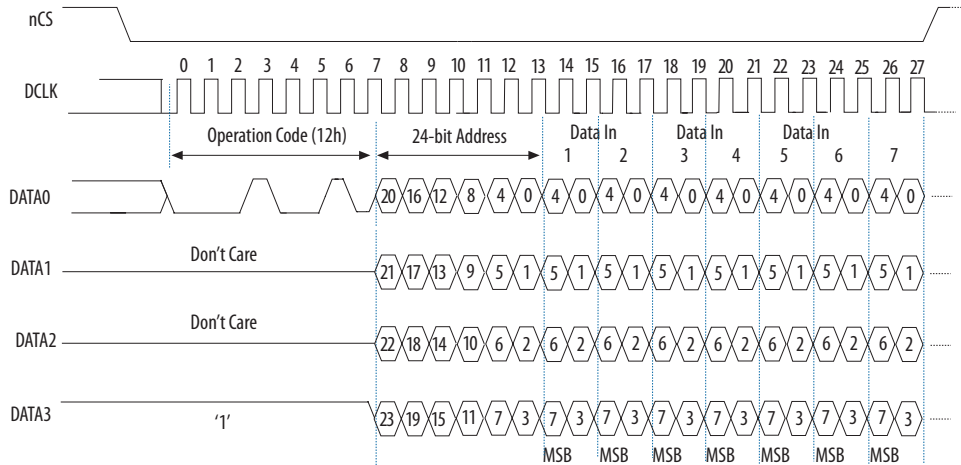 nCS
0 1 2 3 4 5 6 7 8 9 10 11 12 13 14 15 16 17 18 19 20 21 22 23 24 25 26 27
DCLK
Operation Code (12h) 24-bit Address Data In Data In Data In
1 2 3 4 5 6 7
DATA0 20 16 12 8 4 0 4 0 4 0 4 0 4 0 4 0 4 0 4 0
DATA1 Don't Care 21 17 13 9 5 1 5 1 5 1 5 1 5 1 5 1 5 1 5 1
DATA2 Don't Care 22 18 14 10 6 2 6 2 6 2 6 2 6 2 6 2 6 2 6 2
DATA3 '1' 23 19 15 11 7 3 7 3 7 3 7 3 7 3 7 3 7 3 7 3
MSB MSB MSB MSB MSB MSB MSB